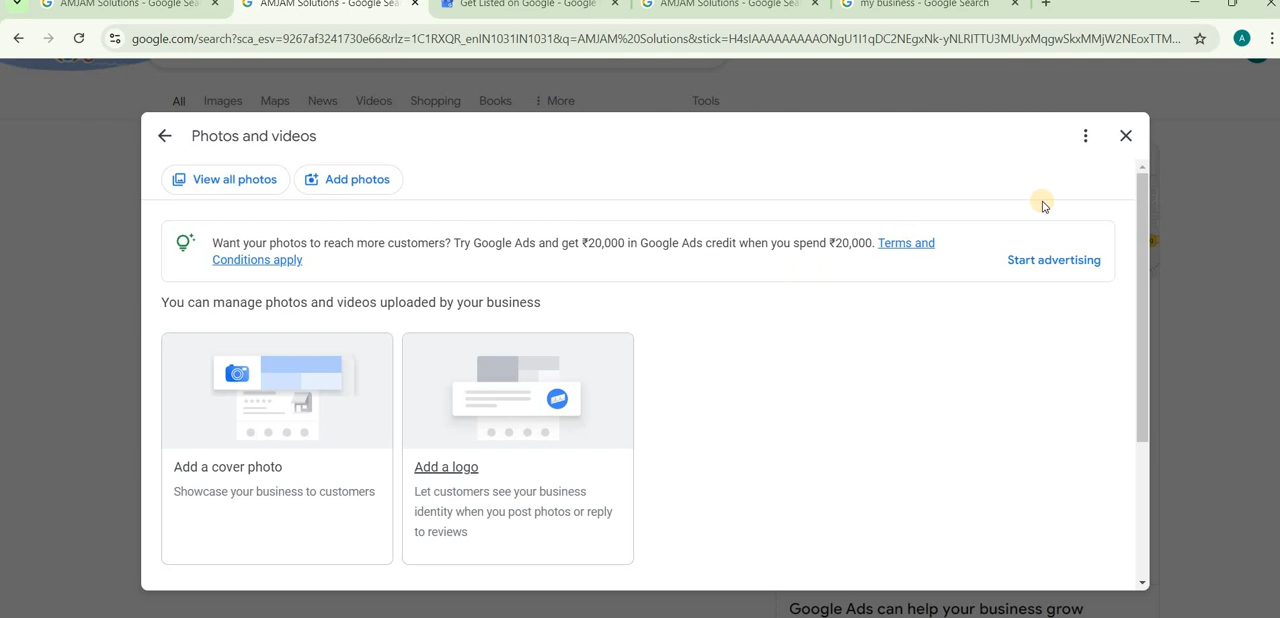 AMJAM Solutions - Google Sea
AMJAM Solutions - Google Sea
Get Listed on Google - Google
AMJAM Solutions - Google Sea
my business - Google Search
google.com/search?sca_esv=9267af3241730e66&rlz=1C1RXQR_enIN1031IN1031&q=AMJAM%20Solutions&stick=H4sIAAAAAAAAONgU1I1qDC2NEgxNk-yNLRITTU3MUyxMqgwSkxMMjW2NEoxTTM...
A
All Images Maps News Videos Shopping Books More Tools
Photos and videos
View all photos Add photos
Want your photos to reach more customers? Try Google Ads and get ₹20,000 in Google Ads credit when you spend ₹20,000. Terms and
Conditions apply
Start advertising
You can manage photos and videos uploaded by your business
Add a cover photo
Showcase your business to customers
Add a logo
Let customers see your business
identity when you post photos or reply
to reviews
Google Ads can help your business grow